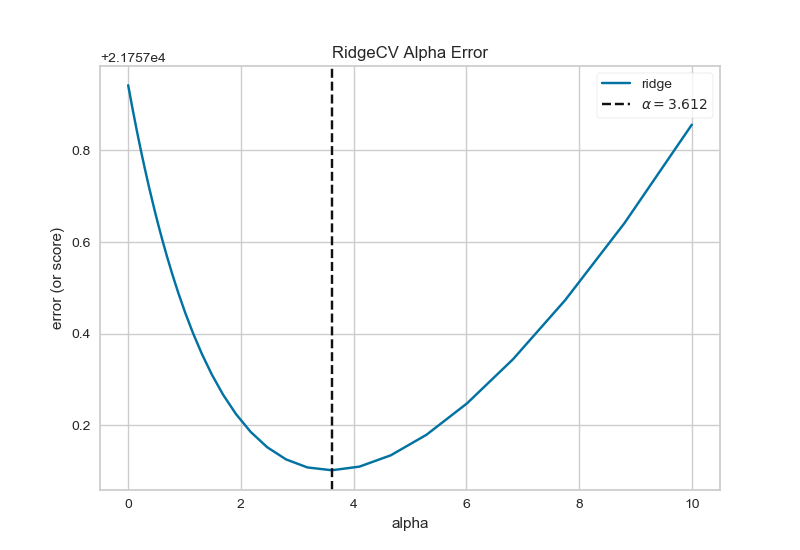 RidgeCV Alpha Error
+2.1757e4
ridge
α = 3.612
0.8
0.6
0.4
0.2
error (or score)
0 2 4 6 8 10
alpha